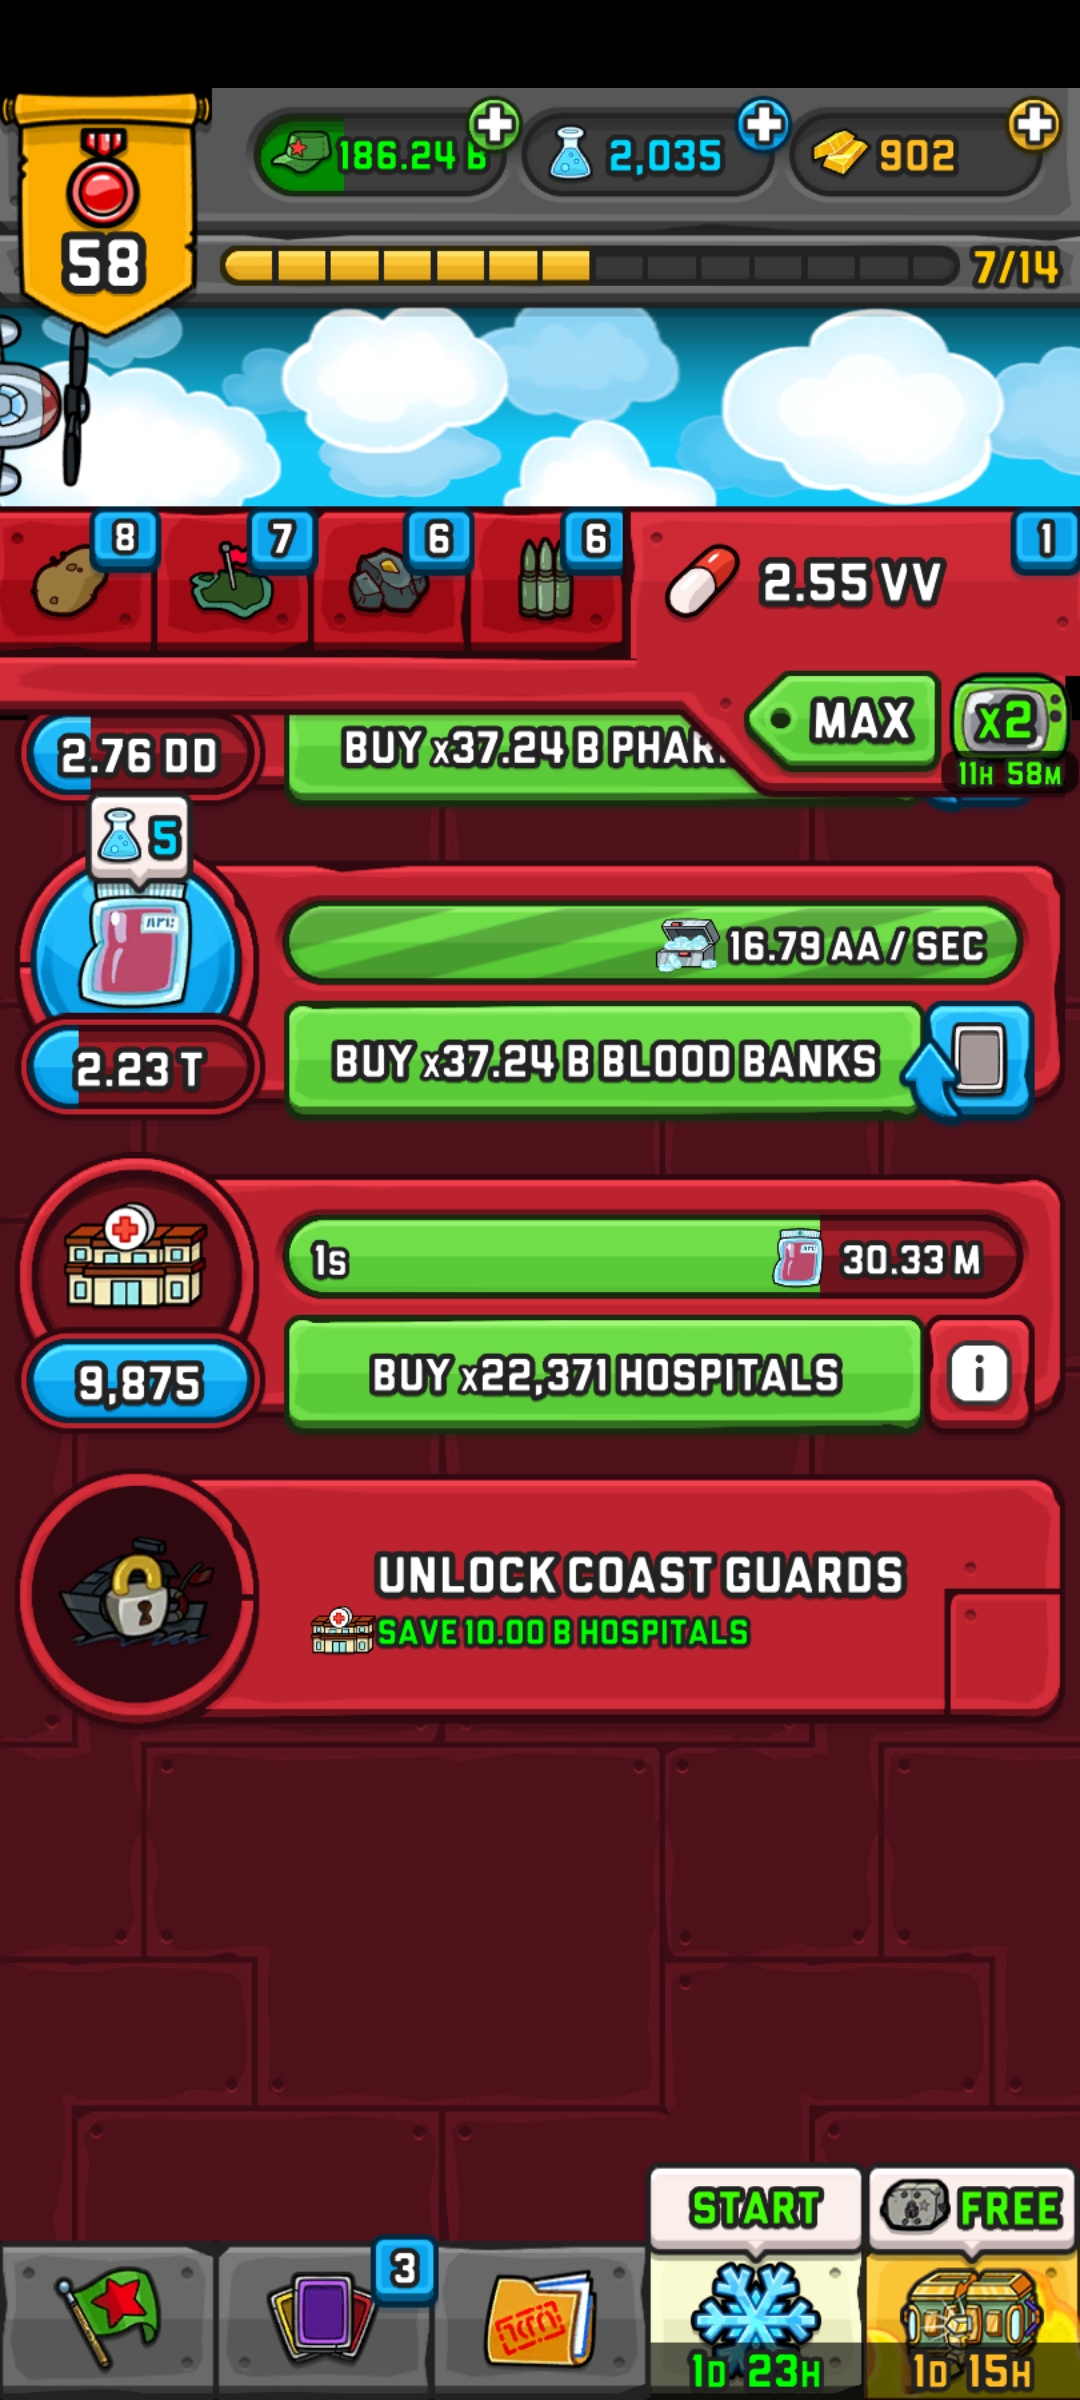 58
186.24 B
2,035
902
7/14
8
7
6
6
1
2.55 VV
MAX
x2
11H 58M
2.76 DD
BUY x37.24 B PHAR
5
16.79 AA / SEC
2.23 T
BUY x37.24 B BLOOD BANKS
1s
30.33 M
9,875
BUY x22,371 HOSPITALS
i
UNLOCK COAST GUARDS
SAVE 10.00 B HOSPITALS
START
FREE
3
1D 23H
1D 15H